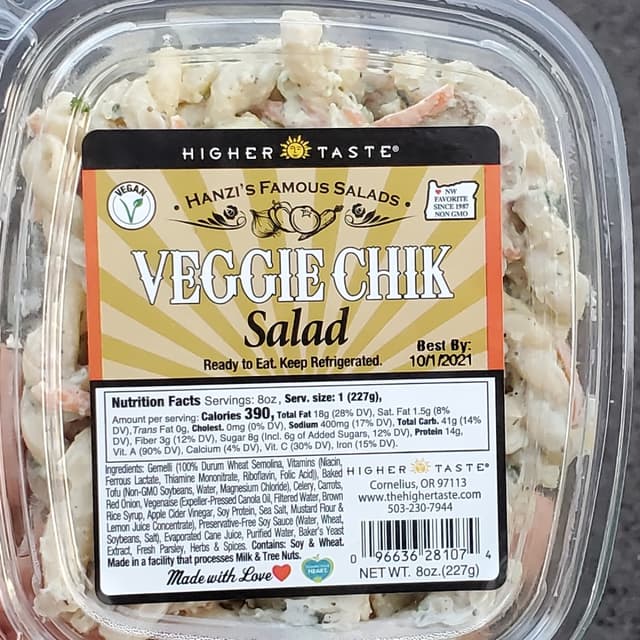 HIGHER TASTE®
VEGAN
HANZI'S FAMOUS SALADS
NW
FAVORITE
SINCE 1987
NON GMO
VEGGIE CHIK
Salad
Ready to Eat. Keep Refrigerated.
Best By:
10/1/2021
Nutrition Facts Servings: 8oz, Serv. size: 1 (227g),
Amount per serving: Calories 390, Total Fat 18g (28% DV), Sat. Fat 1.5g (8%
DV), Trans Fat 0g, Cholest. 0mg (0% DV), Sodium 400mg (17% DV), Total Carb. 41g (14%
DV), Fiber 3g (12% DV), Sugar 8g (Incl. 6g of Added Sugars, 12% DV), Protein 14g,
Vit. A (90% DV), Calcium (4% DV), Vit. C (30% DV), Iron (15% DV).
Ingredients: Gemelli (100% Durum Wheat Semolina, Vitamins (Niacin,
Ferrous Lactate, Thiamine Mononitrate, Riboflavin, Folic Acid)), Baked
Tofu (Non-GMO Soybeans, Water, Magnesium Chloride), Celery, Carrots,
Red Onion, Vegenaise (Expeller-Pressed Canola Oil, Filtered Water, Brown
Rice Syrup, Apple Cider Vinegar, Soy Protein, Sea Salt, Mustard Flour &
Lemon Juice Concentrate), Preservative-Free Soy Sauce (Water, Wheat,
Soybeans, Salt), Evaporated Cane Juice, Purified Water, Baker's Yeast
Extract, Fresh Parsley, Herbs & Spices. Contains: Soy & Wheat.
Made in a facility that processes Milk & Tree Nuts.
Made with Love
HEART
HIGHER TASTE®
Cornelius, OR 97113
www.thehighertaste.com
503-230-7944
0 96636 28107 4
NET WT. 8oz.(227g)